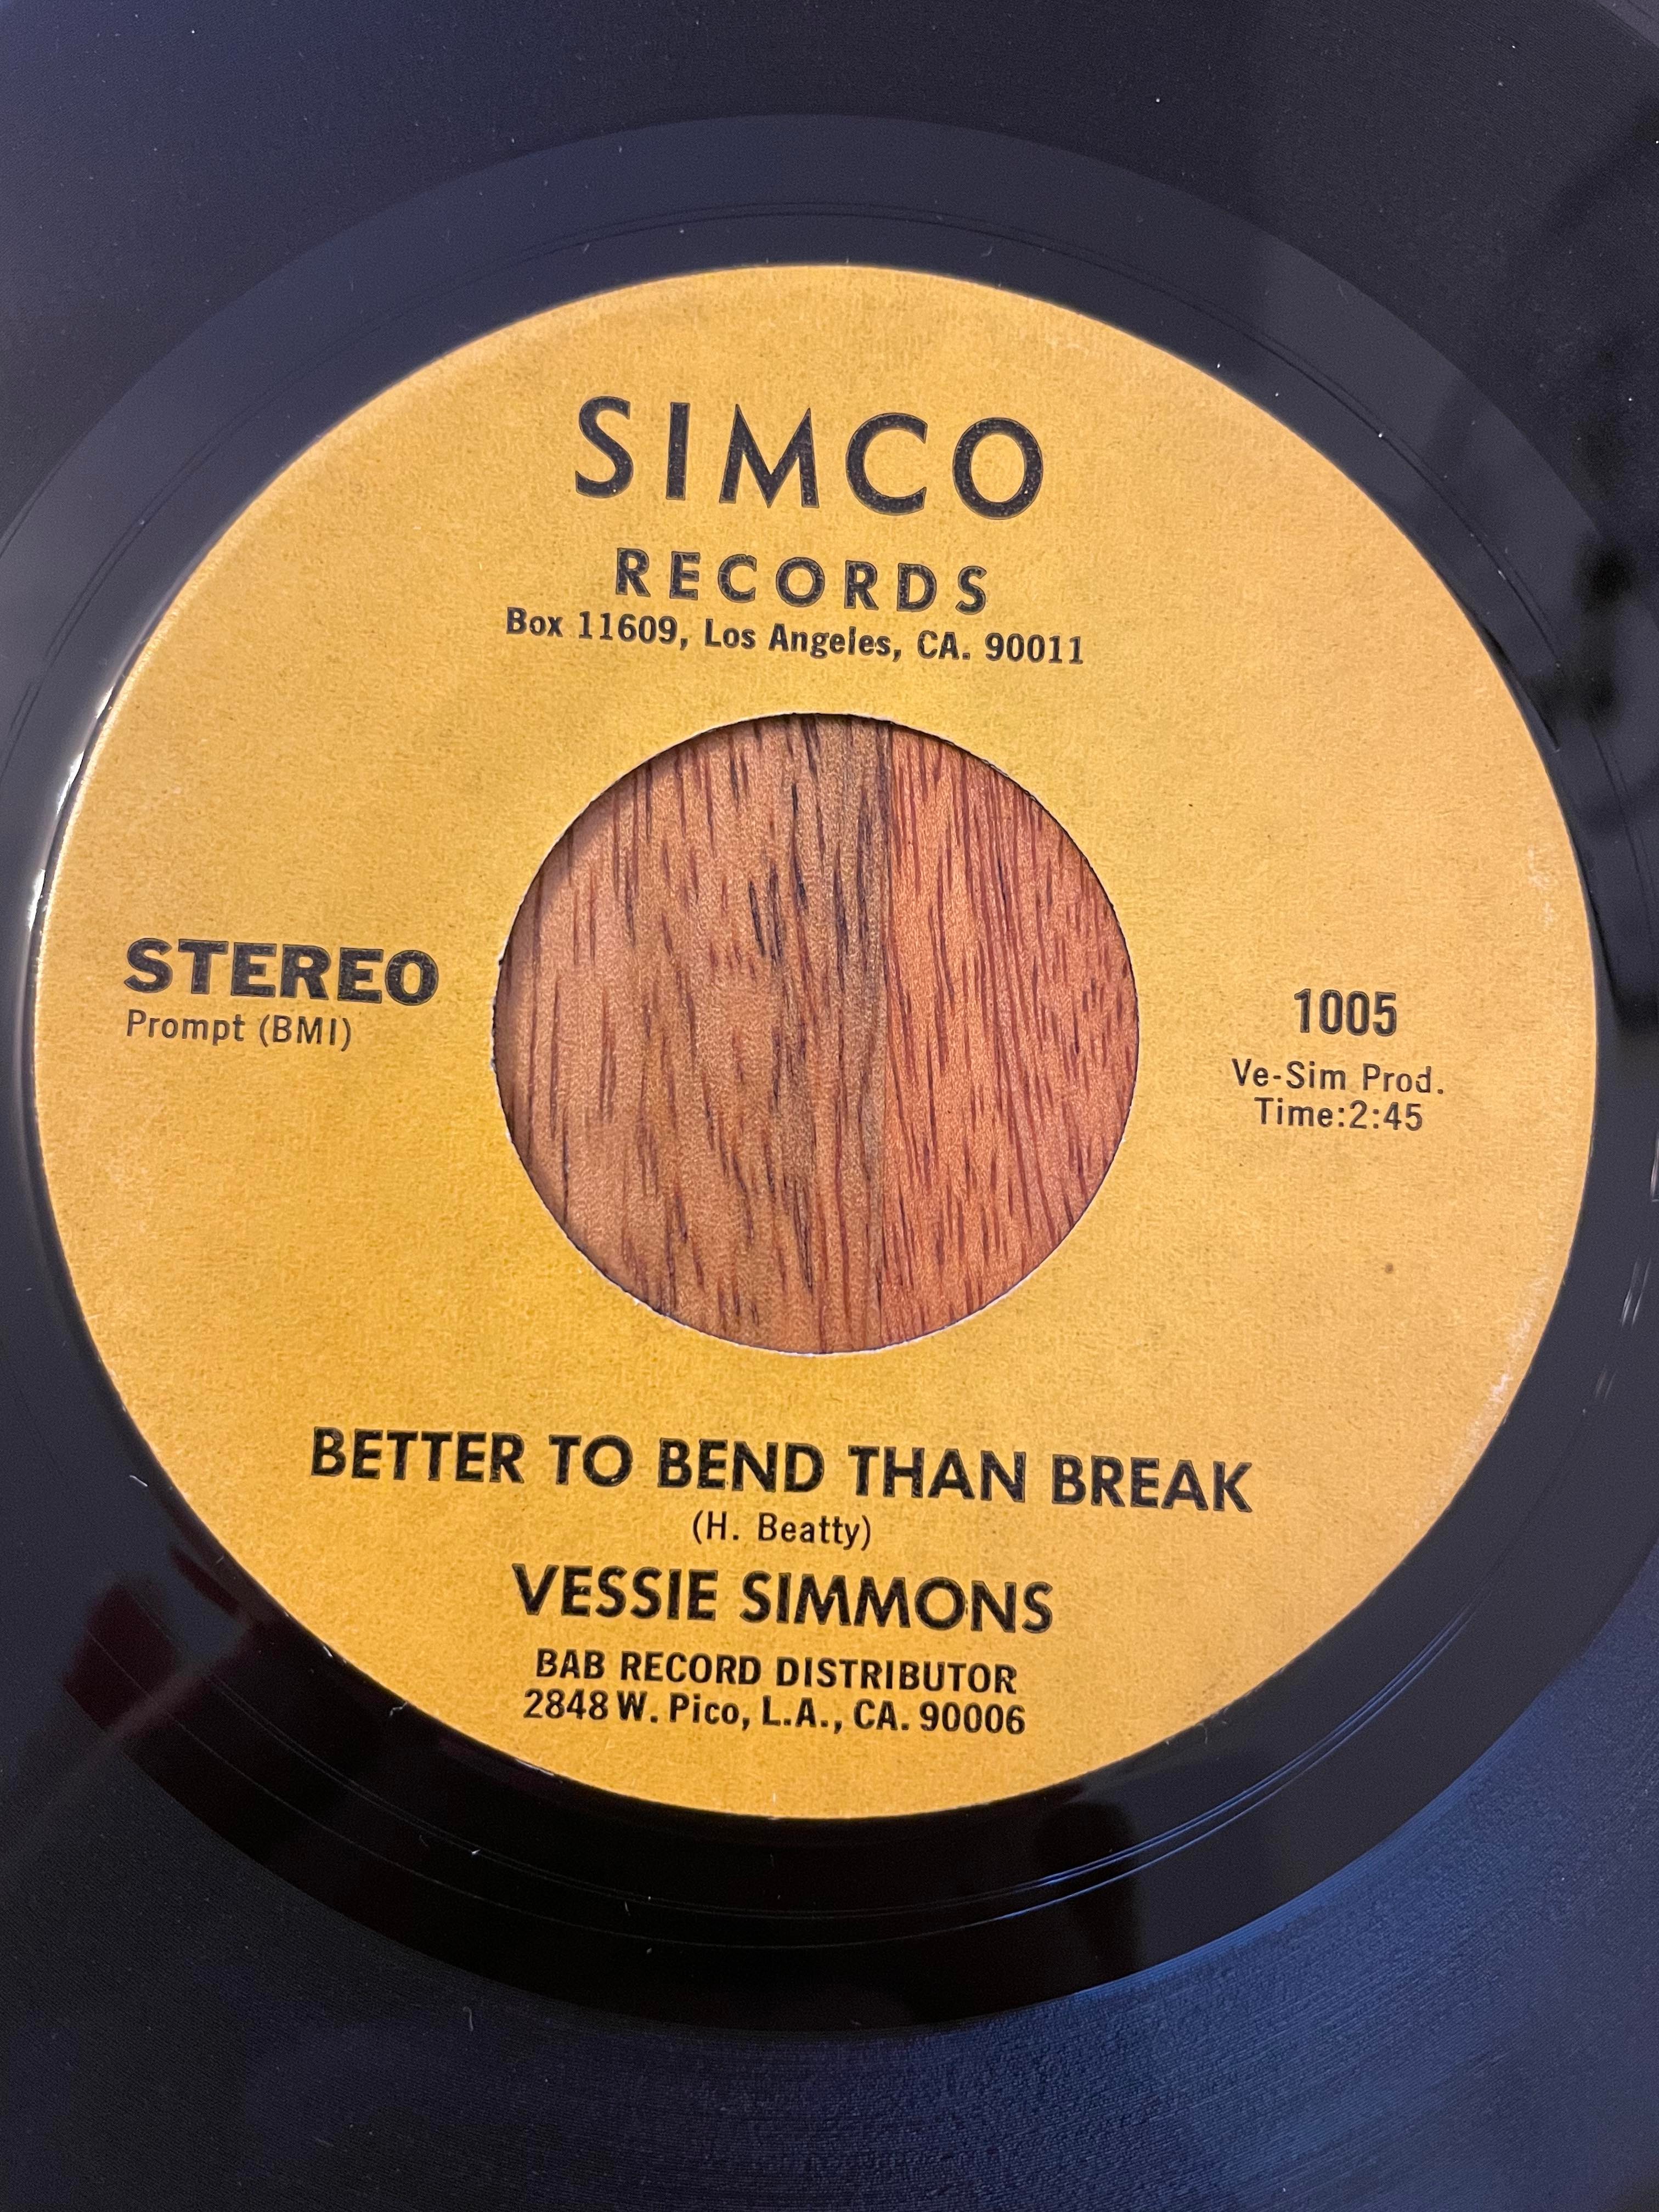 SIMCO
RECORDS
Box 11609, Los Angeles, CA. 90011
STEREO
Prompt (BMI)
1005
Ve-Sim Prod.
Time:2:45
BETTER TO BEND THAN BREAK
(H. Beatty)
VESSIE SIMMONS
BAB RECORD DISTRIBUTOR
2848 W. Pico, L.A., CA. 90006